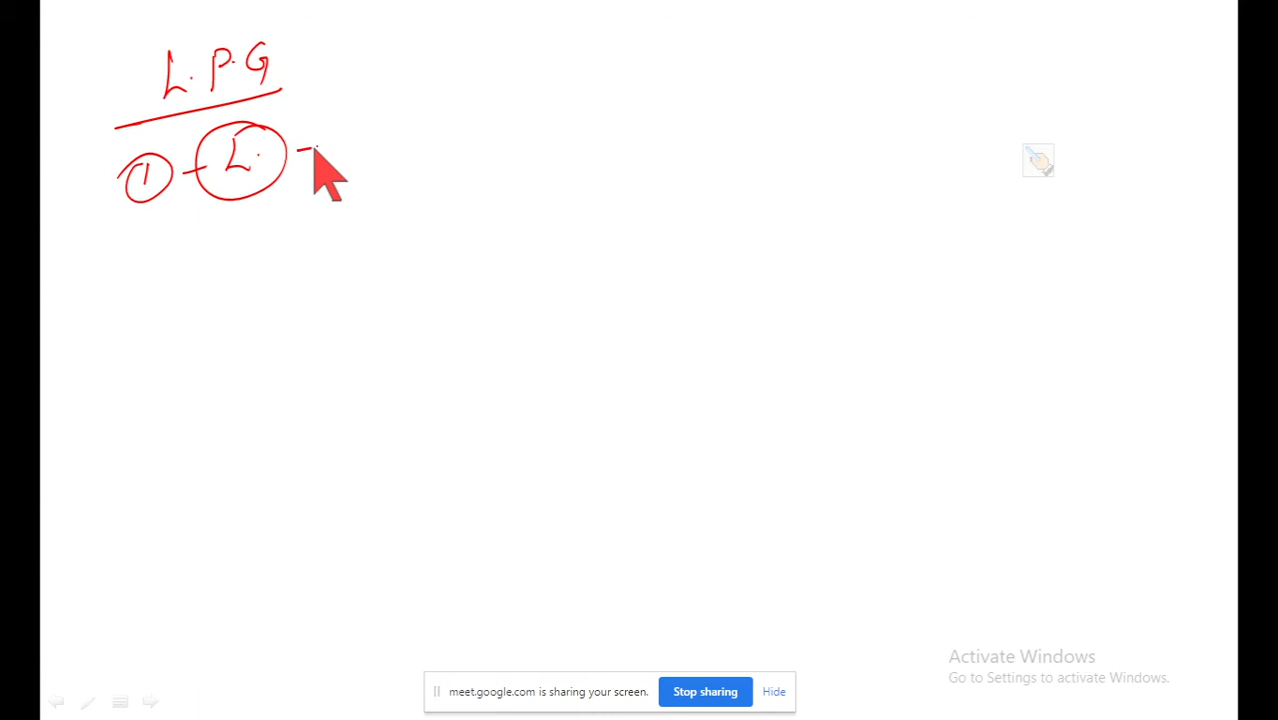 L.P.G
① - L. -
Activate Windows
Go to Settings to activate Windows.
meet.google.com is sharing your screen. Stop sharing Hide